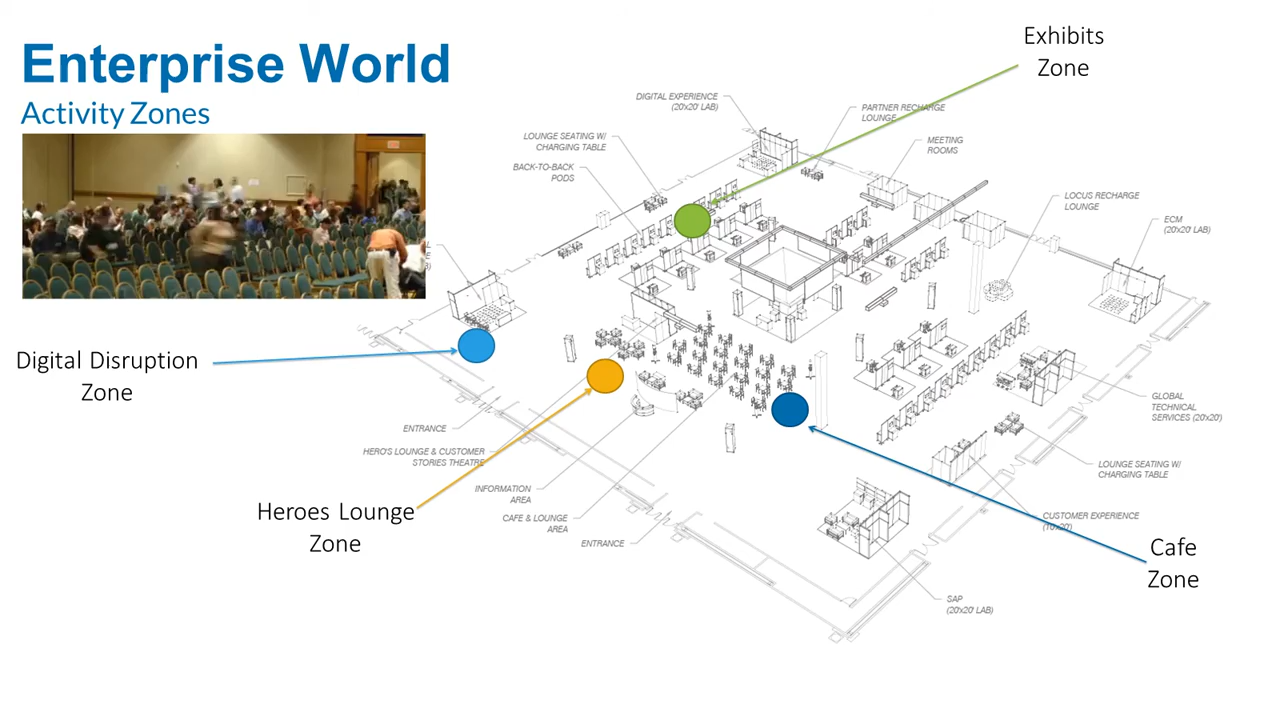 Enterprise World
Activity Zones
Exhibits
Zone
DIGITAL EXPERIENCE
(20'x20' LAB)
PARTNER RECHARGE
LOUNGE
LOUNGE SEATING W/
CHARGING TABLE
MEETING
ROOMS
BACK-TO-BACK
PODS
LOCUS RECHARGE
LOUNGE
ECM
(20'x20' LAB)
Digital Disruption
Zone
GLOBAL
TECHNICAL
SERVICES (20'x20')
ENTRANCE
HERO'S LOUNGE & CUSTOMER
STORIES THEATRE
LOUNGE SEATING W/
CHARGING TABLE
INFORMATION
AREA
Heroes Lounge
Zone
CAFE & LOUNGE
AREA
CUSTOMER EXPERIENCE
(10'x20')
ENTRANCE
Cafe
Zone
SAP
(20'x20' LAB)